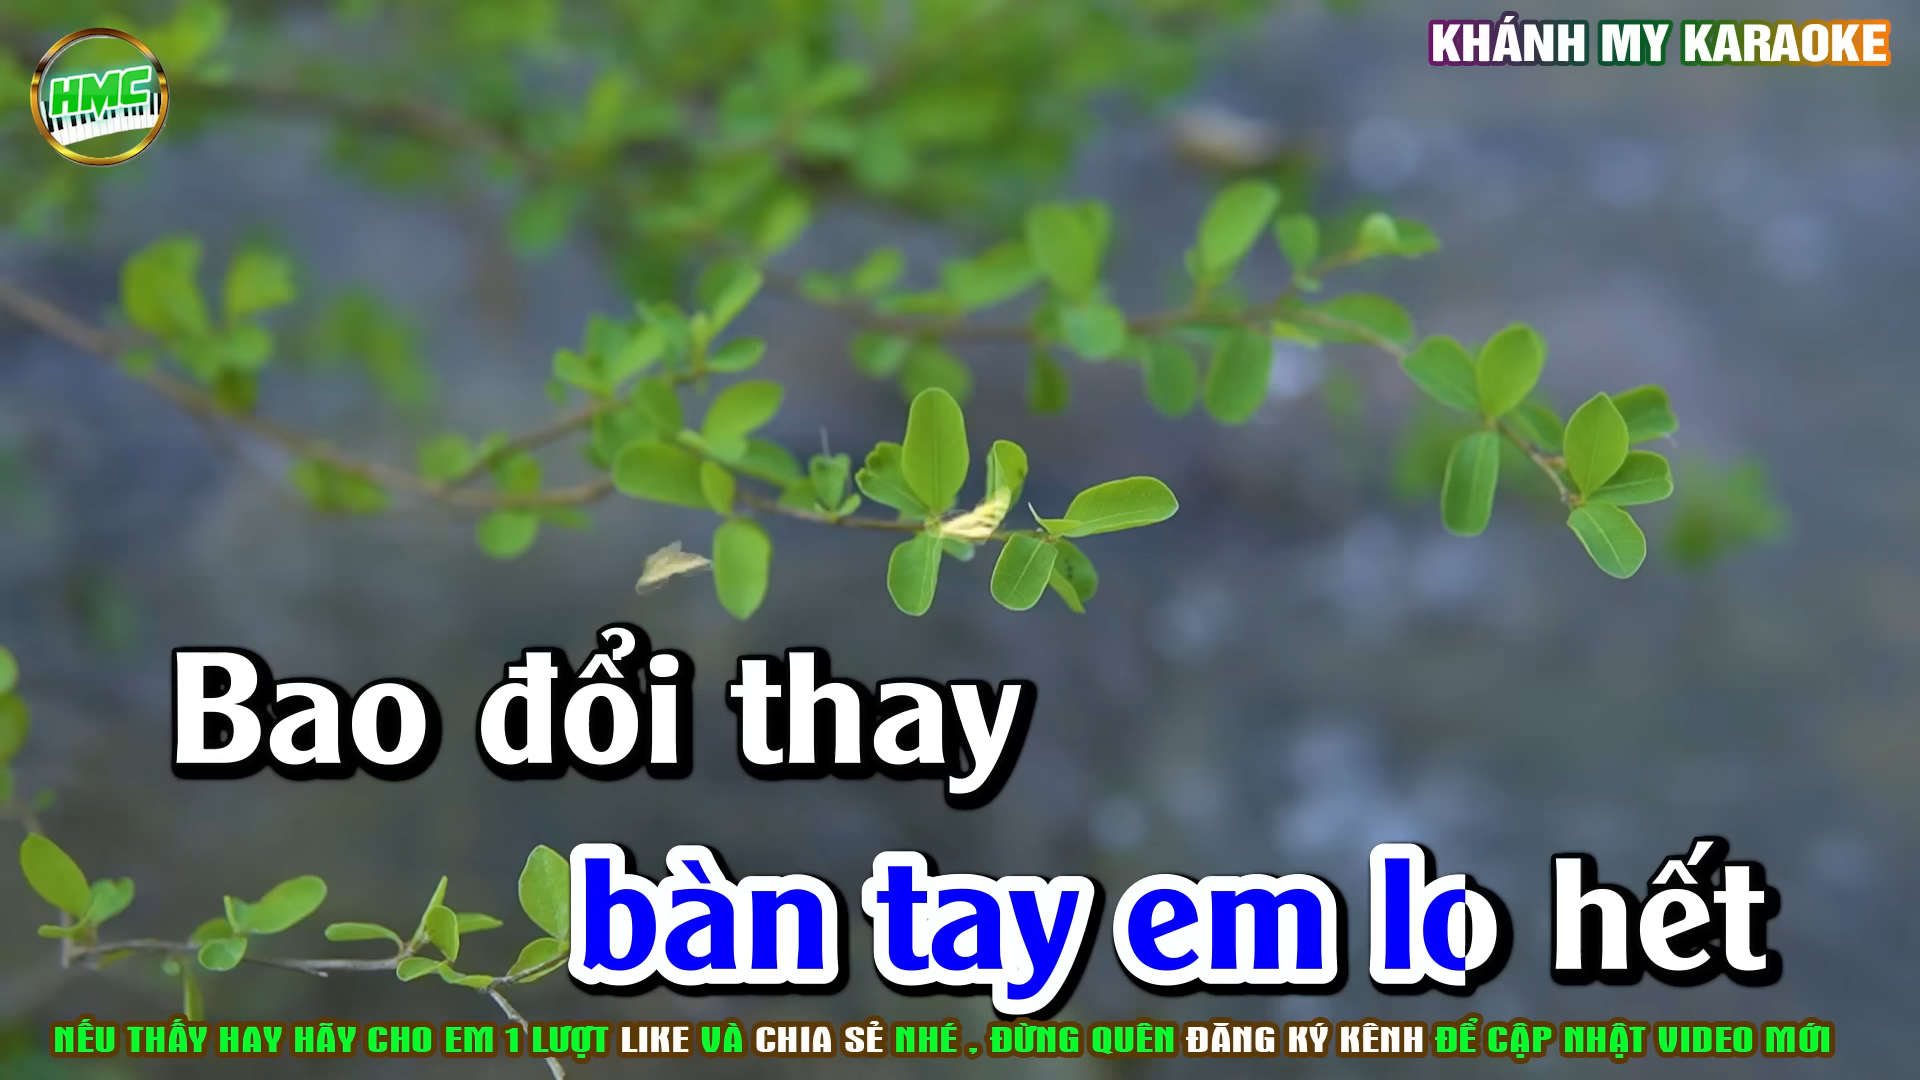 HMC
KHÁNH MY KARAOKE
Bao đổi thay
bàn tay em lo hết
NẾU THẤY HAY HÃY CHO EM 1 LƯỢT LIKE VÀ CHIA SẺ NHÉ , ĐỪNG QUÊN ĐĂNG KÝ KÊNH ĐỂ CẬP NHẬT VIDEO MỚI